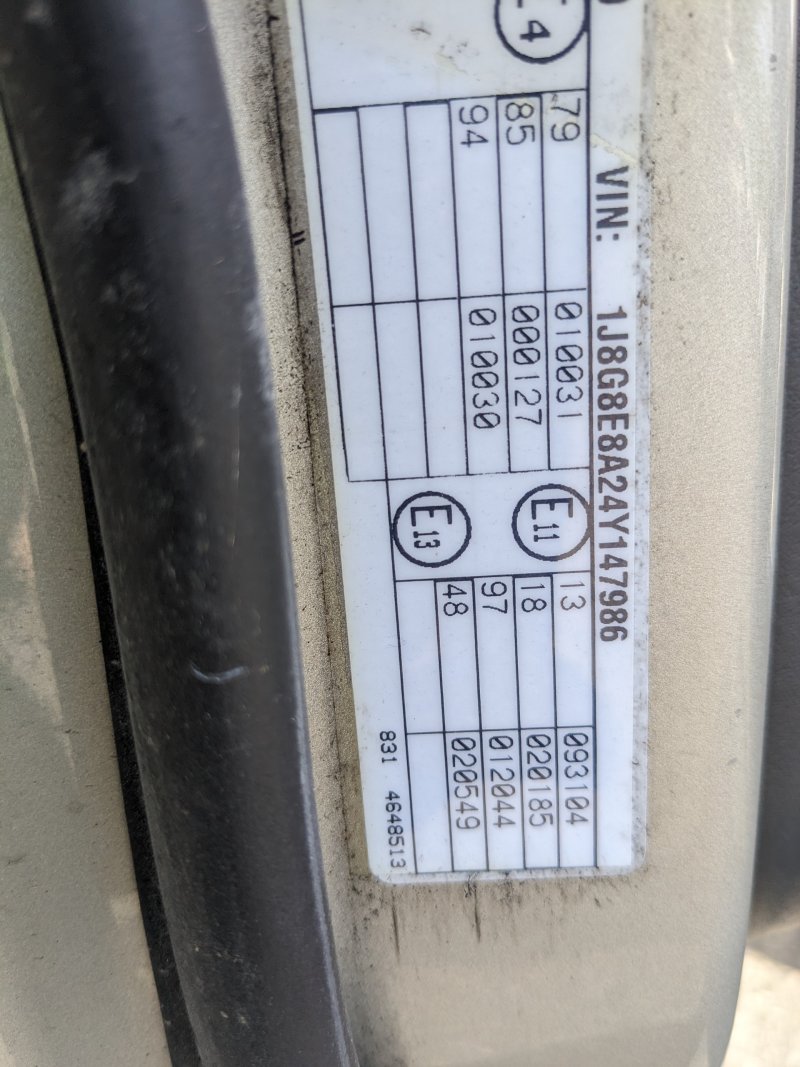 VIN: 1J8G8E8A24Y147986
E4 79 010031 E11 13 093104
85 000127 18 020185
94 010030 97 012044
E13 48 020549
831 4648513